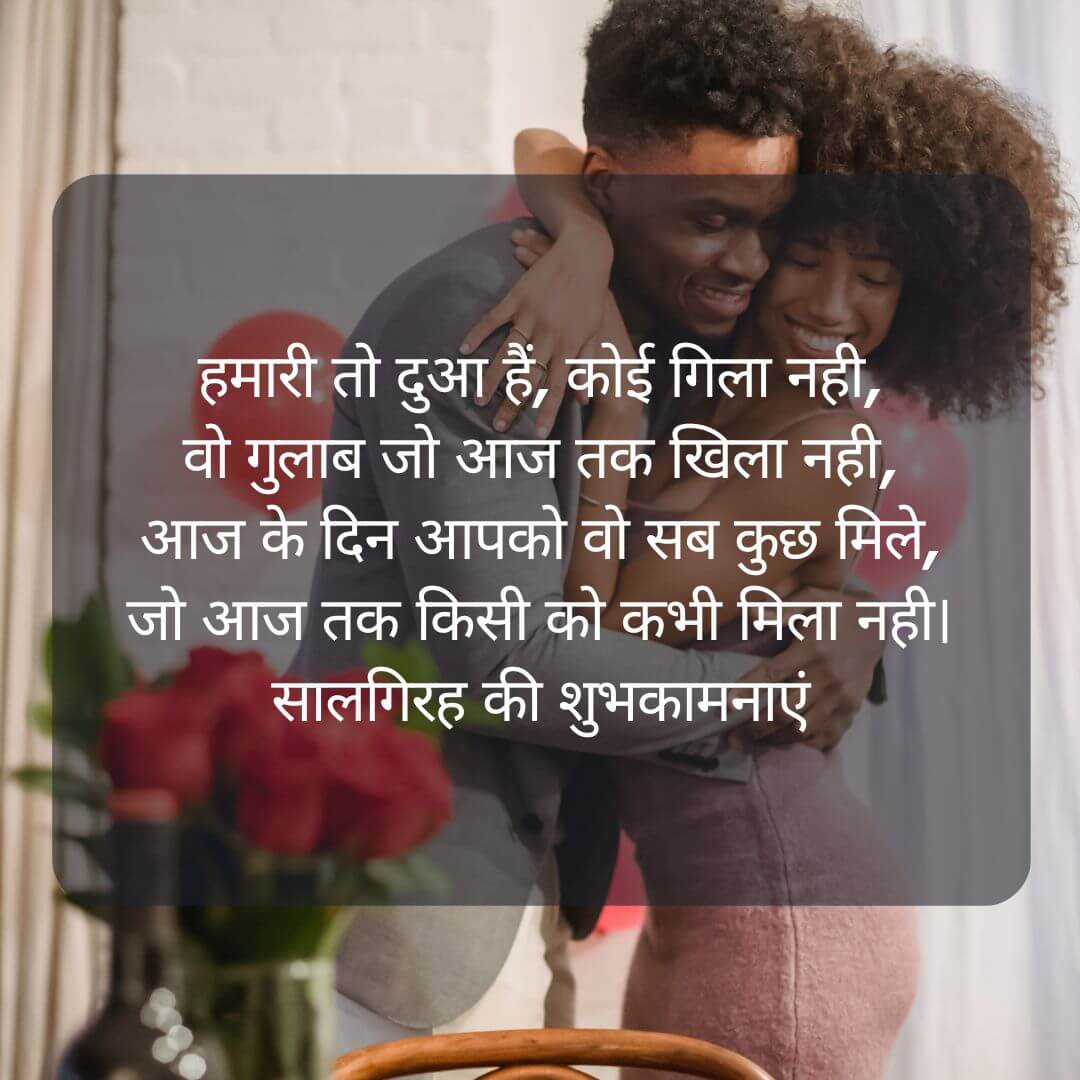 हमारी तो दुआ हैं, कोई गिला नही,
वो गुलाब जो आज तक खिला नही,
आज के दिन आपको वो सब कुछ मिले,
जो आज तक किसी को कभी मिला नही|
सालगिरह की शुभकामनाएं